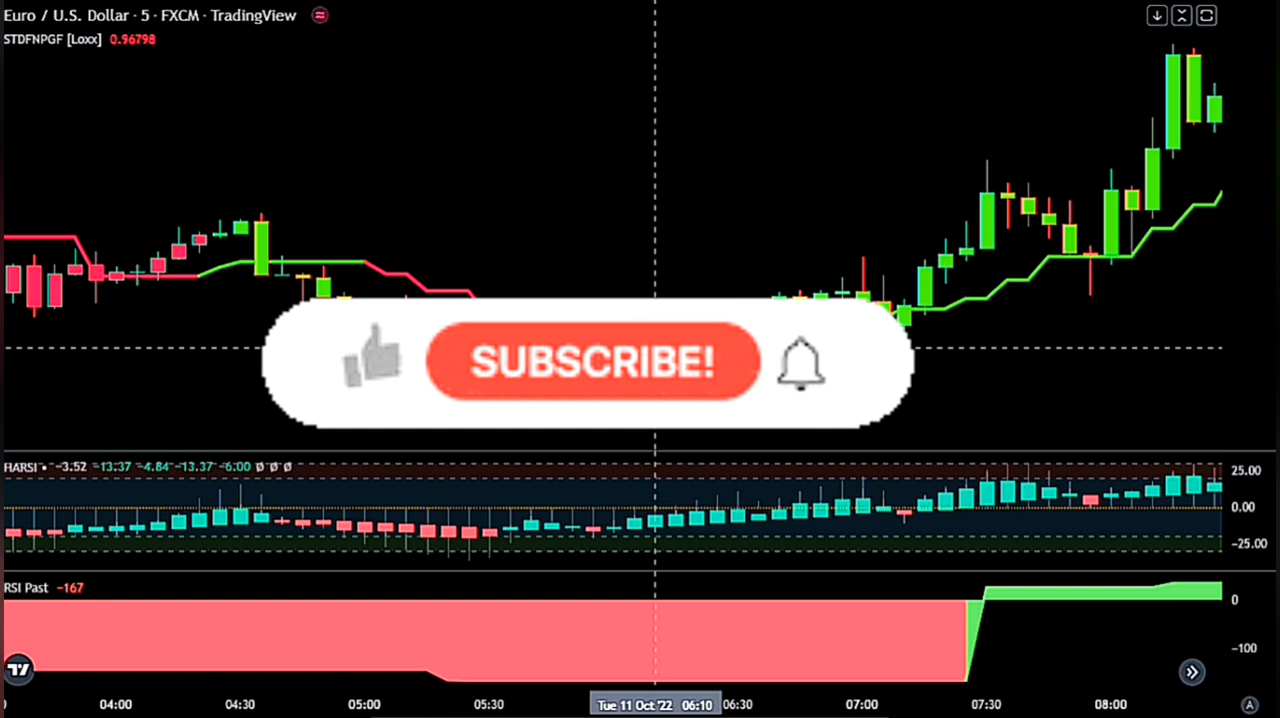 Euro / U.S. Dollar · 5 · FXCM · TradingView
STDFNPGF [Loxx] 0.96798
SUBSCRIBE!
HARSI • -3.52 -13.37 -4.84 -13.37 -6.00 Ø Ø Ø
25.00
0.00
-25.00
RSI Past -167
0
-100
04:00 04:30 05:00 05:30 Tue 11 Oct '22 06:10 06:30 07:00 07:30 08:00 A